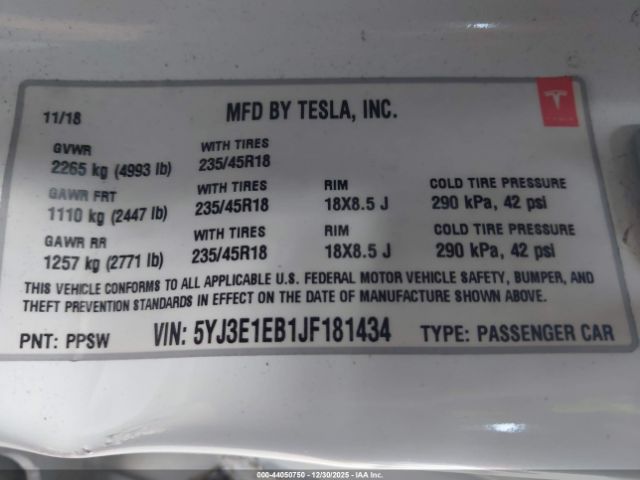 11/18 MFD BY TESLA, INC.
TESLA
GVWR WITH TIRES
2265 kg (4993 lb) 235/45R18
GAWR FRT WITH TIRES RIM COLD TIRE PRESSURE
1110 kg (2447 lb) 235/45R18 18X8.5 J 290 kPa, 42 psi
GAWR RR WITH TIRES RIM COLD TIRE PRESSURE
1257 kg (2771 lb) 235/45R18 18X8.5 J 290 kPa, 42 psi
THIS VEHICLE CONFORMS TO ALL APPLICABLE U.S. FEDERAL MOTOR VEHICLE SAFETY, BUMPER, AND
THEFT PREVENTION STANDARDS IN EFFECT ON THE DATE OF MANUFACTURE SHOWN ABOVE.
PNT: PPSW VIN: 5YJ3E1EB1JF181434 TYPE: PASSENGER CAR
000-44050750 - 12/30/2025 - IAAI.com